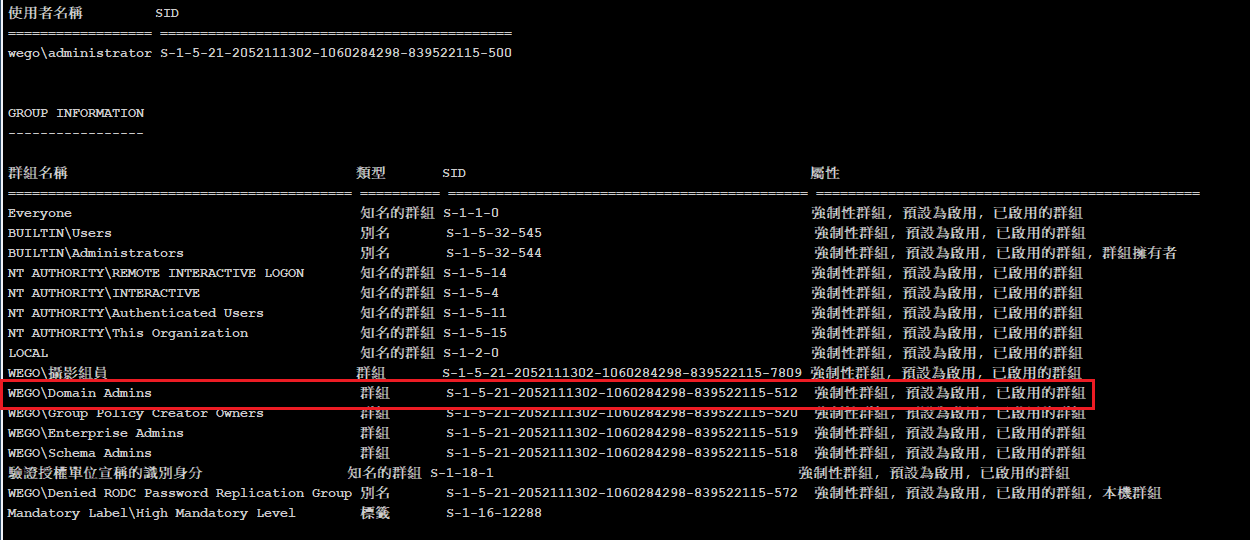 使用者名稱 SID
================== ============================================
wego\administrator S-1-5-21-2052111302-1060284298-839522115-500
GROUP INFORMATION
-----------------
群組名稱 類型 SID 屬性
=========================================== ========== ============================================= ================================================
Everyone 知名的群組 S-1-1-0 強制性群組, 預設為啟用, 已啟用的群組
BUILTIN\Users 別名 S-1-5-32-545 強制性群組, 預設為啟用, 已啟用的群組
BUILTIN\Administrators 別名 S-1-5-32-544 強制性群組, 預設為啟用, 已啟用的群組, 群組擁有者
NT AUTHORITY\REMOTE INTERACTIVE LOGON 知名的群組 S-1-5-14 強制性群組, 預設為啟用, 已啟用的群組
NT AUTHORITY\INTERACTIVE 知名的群組 S-1-5-4 強制性群組, 預設為啟用, 已啟用的群組
NT AUTHORITY\Authenticated Users 知名的群組 S-1-5-11 強制性群組, 預設為啟用, 已啟用的群組
NT AUTHORITY\This Organization 知名的群組 S-1-5-15 強制性群組, 預設為啟用, 已啟用的群組
LOCAL 知名的群組 S-1-2-0 強制性群組, 預設為啟用, 已啟用的群組
WEGO\攝影組員 群組 S-1-5-21-2052111302-1060284298-839522115-7809 強制性群組, 預設為啟用, 已啟用的群組
WEGO\Domain Admins 群組 S-1-5-21-2052111302-1060284298-839522115-512 強制性群組, 預設為啟用, 已啟用的群組
WEGO\Group Policy Creator Owners 群組 S-1-5-21-2052111302-1060284298-839522115-520 強制性群組, 預設為啟用, 已啟用的群組
WEGO\Enterprise Admins 群組 S-1-5-21-2052111302-1060284298-839522115-519 強制性群組, 預設為啟用, 已啟用的群組
WEGO\Schema Admins 群組 S-1-5-21-2052111302-1060284298-839522115-518 強制性群組, 預設為啟用, 已啟用的群組
驗證授權單位宣稱的識別身分 知名的群組 S-1-18-1 強制性群組, 預設為啟用, 已啟用的群組
WEGO\Denied RODC Password Replication Group 別名 S-1-5-21-2052111302-1060284298-839522115-572 強制性群組, 預設為啟用, 已啟用的群組, 本機群組
Mandatory Label\High Mandatory Level 標籤 S-1-16-12288